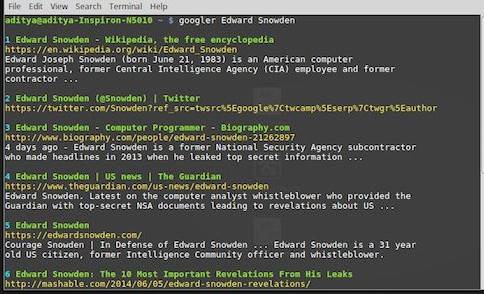 File Edit View Search Terminal Help
aditya@aditya-Inspiron-N5010 ~ $ googler Edward Snowden
1 Edward Snowden - Wikipedia, the free encyclopedia
https://en.wikipedia.org/wiki/Edward_Snowden
Edward Joseph Snowden (born June 21, 1983) is an American computer
professional, former Central Intelligence Agency (CIA) employee and former
contractor ...
2 Edward Snowden (@Snowden) | Twitter
https://twitter.com/Snowden?ref_src=twsrc%5Egoogle%7Ctwcamp%5Eserp%7Ctwgr%5Eauthor
3 Edward Snowden - Computer Programmer - Biography.com
http://www.biography.com/people/edward-snowden-21262897
4 days ago - Edward Snowden is a former National Security Agency subcontractor
who made headlines in 2013 when he leaked top secret information ...
4 Edward Snowden | US news | The Guardian
https://www.theguardian.com/us-news/edward-snowden
Edward Snowden. Latest on the computer analyst whistleblower who provided the
Guardian with top-secret NSA documents leading to revelations about US ...
5 Edward Snowden
https://edwardsnowden.com/
Courage Snowden | In Defense of Edward Snowden ... Edward Snowden is a 31 year
old US citizen, former Intelligence Community officer and whistleblower.
6 Edward Snowden: The 10 Most Important Revelations From His Leaks
http://mashable.com/2014/06/05/edward-snowden-revelations/